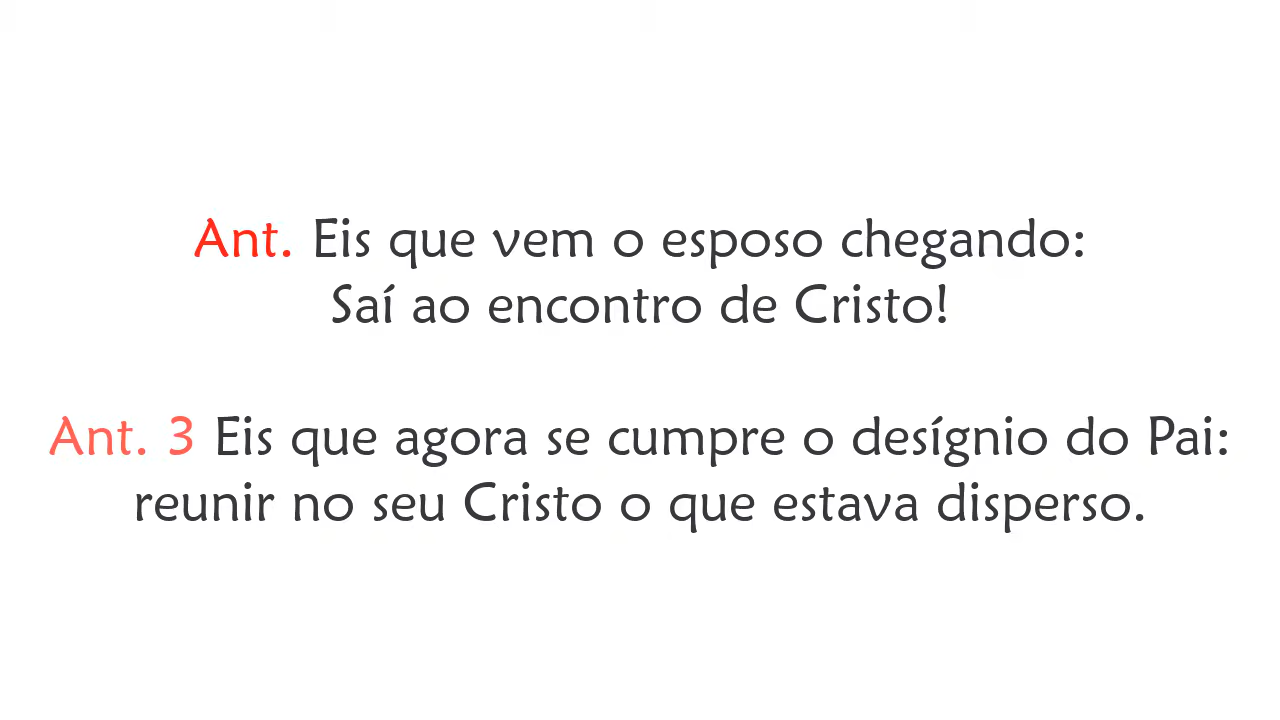 Ant. Eis que vem o esposo chegando:
Saí ao encontro de Cristo!
Ant. 3 Eis que agora se cumpre o desígnio do Pai:
reunir no seu Cristo o que estava disperso.